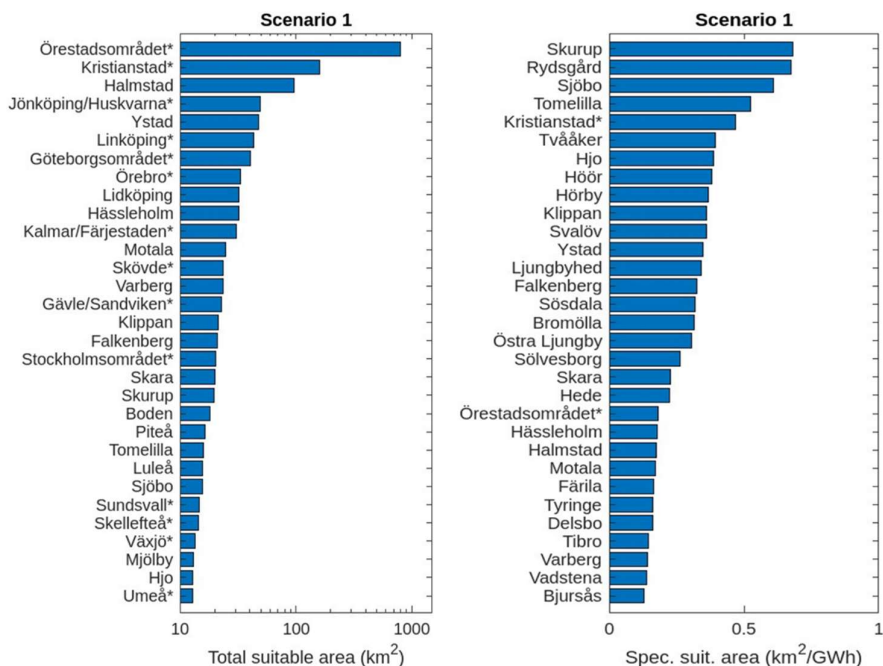 Scenario 1
Örestadsområdet*
Kristianstad*
Halmstad
Jönköping/Huskvarna*
Ystad
Linköping*
Göteborgsområdet*
Örebro*
Lidköping
Hässleholm
Kalmar/Färjestaden*
Motala
Skövde*
Varberg
Gävle/Sandviken*
Klippan
Falkenberg
Stockholmsområdet*
Skara
Skurup
Boden
Piteå
Tomelilla
Luleå
Sjöbo
Sundsvall*
Skellefteå*
Växjö*
Mjölby
Hjo
Umeå*
10 100 1000
Total suitable area (km²)
Scenario 1
Skurup
Rydsgård
Sjöbo
Tomelilla
Kristianstad*
Tvååker
Hjo
Höör
Hörby
Klippan
Svalöv
Ystad
Ljungbyhed
Falkenberg
Sösdala
Bromölla
Östra Ljungby
Sölvesborg
Skara
Hede
Örestadsområdet*
Hässleholm
Halmstad
Motala
Färila
Tyringe
Delsbo
Tibro
Varberg
Vadstena
Bjursås
0 0.5 1
Spec. suit. area (km²/GWh)